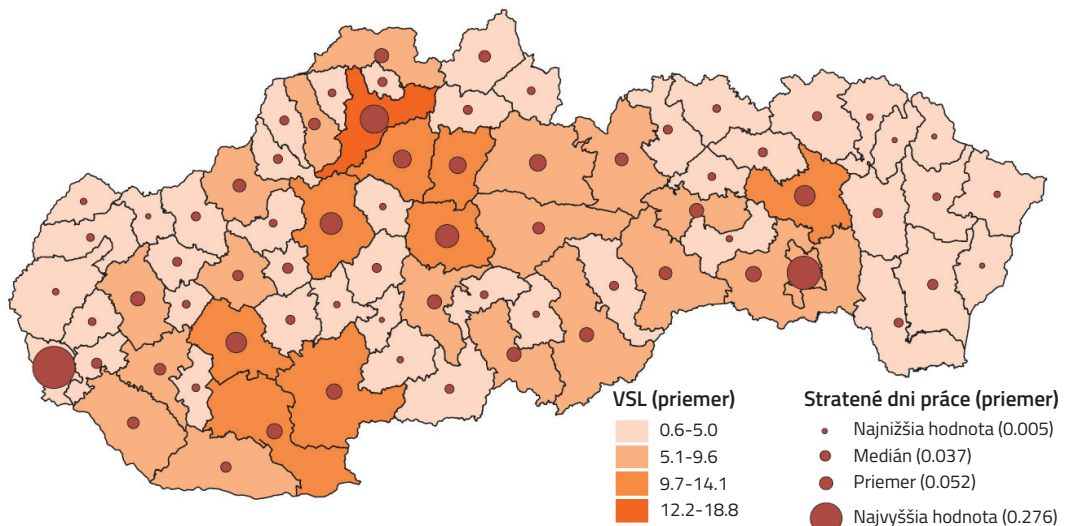 VSL (priemer)
0.6–5.0
5.1–9.6
9.7–14.1
12.2–18.8
Stratené dni práce (priemer)
Najnižšia hodnota (0.005)
Medián (0.037)
Priemer (0.052)
Najvyššia hodnota (0.276)